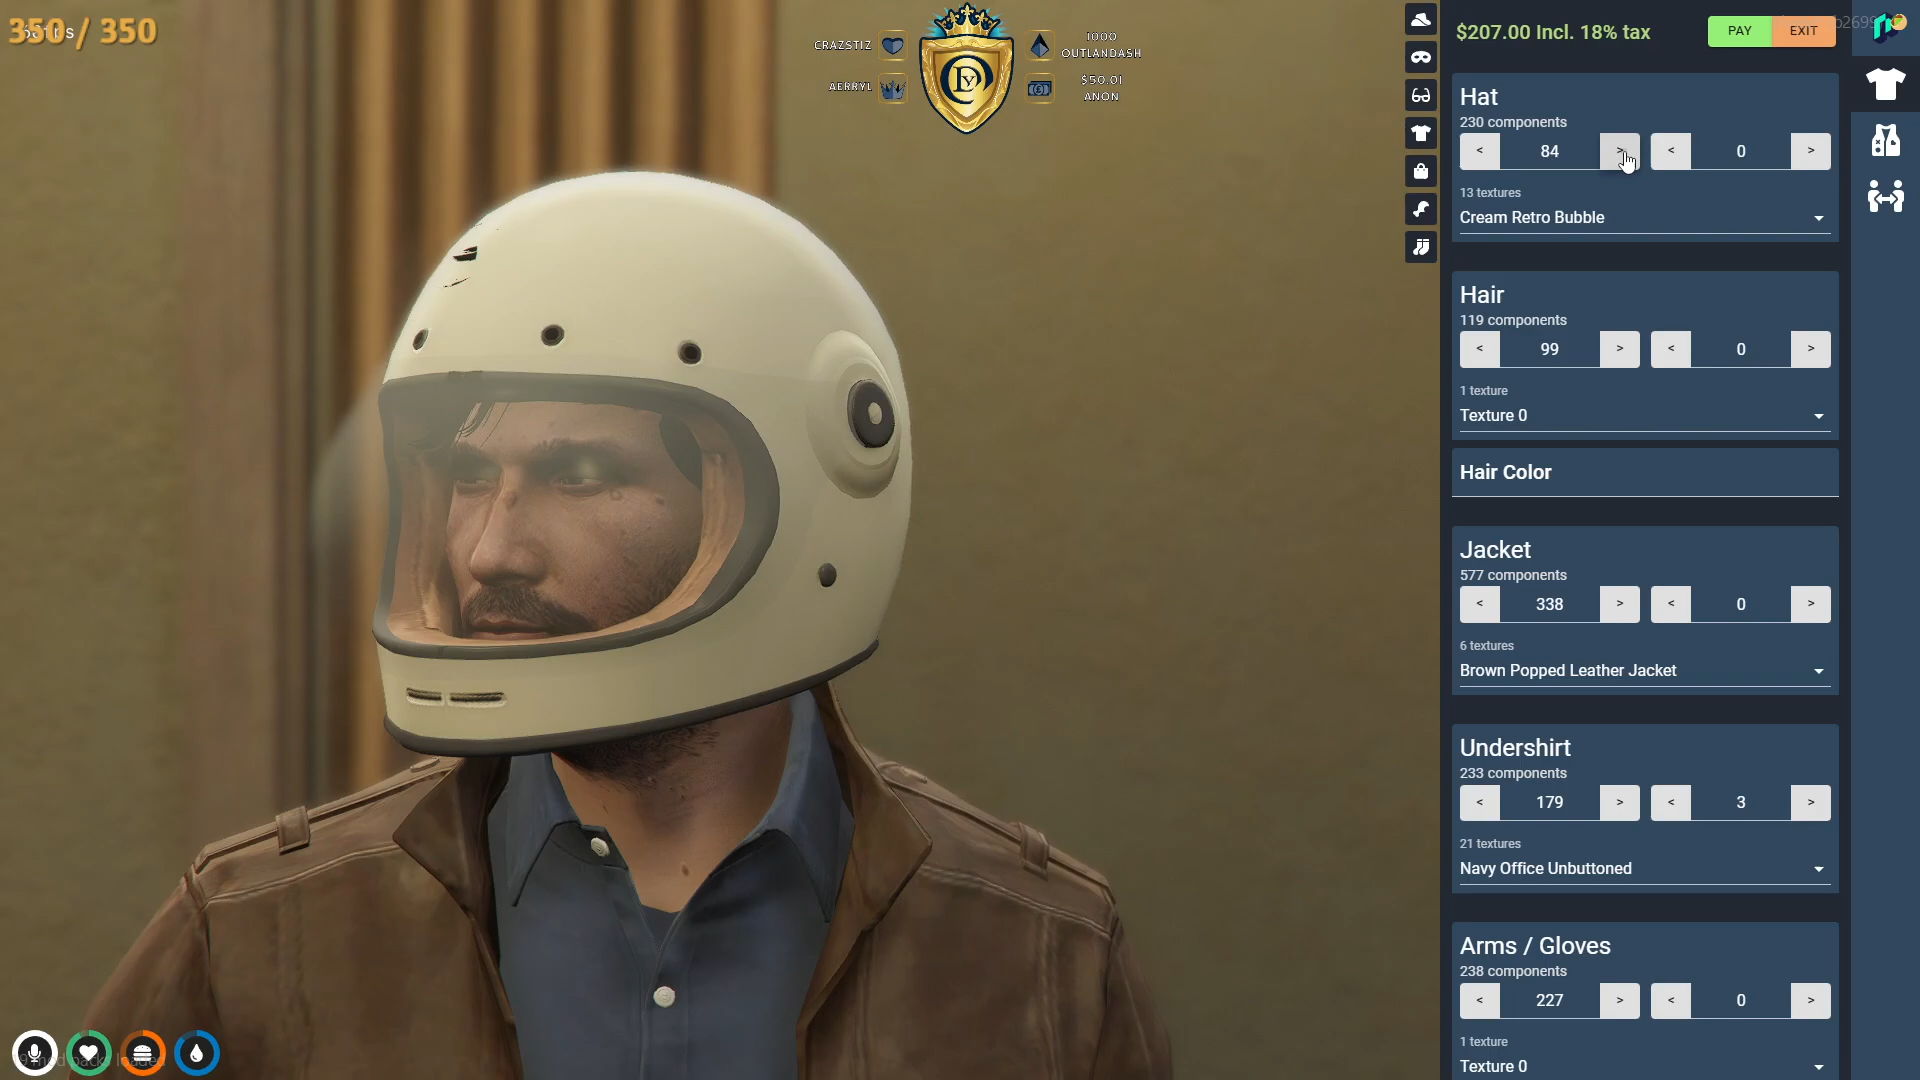 350 / 350
CRAZSTIZ
AERRYL
1000
OUTLANDASH
$50.01
ANON
$207.00 Incl. 18% tax
PAY
EXIT
Hat
230 components
< 84 > < 0 >
13 textures
Cream Retro Bubble
Hair
119 components
< 99 > < 0 >
1 texture
Texture 0
Hair Color
Jacket
577 components
< 338 > < 0 >
6 textures
Brown Popped Leather Jacket
Undershirt
233 components
< 179 > < 3 >
21 textures
Navy Office Unbuttoned
Arms / Gloves
238 components
< 227 > < 0 >
1 texture
Texture 0